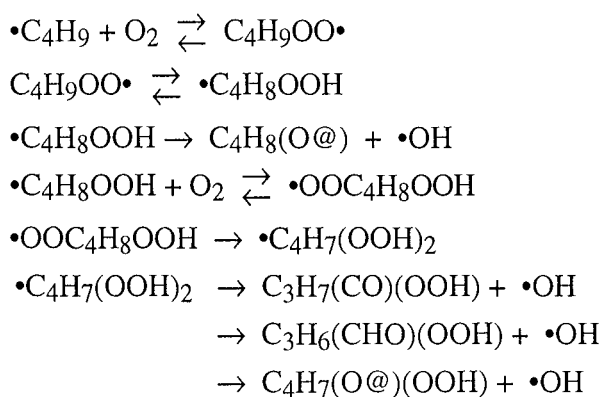 •C₄H₉ + O₂ ⇄ C₄H₉OO•
C₄H₉OO• ⇄ •C₄H₈OOH
•C₄H₈OOH → C₄H₈(O@) + •OH
•C₄H₈OOH + O₂ ⇄ •OOC₄H₈OOH
•OOC₄H₈OOH → •C₄H₇(OOH)₂
•C₄H₇(OOH)₂ → C₃H₇(CO)(OOH) + •OH
→ C₃H₆(CHO)(OOH) + •OH
→ C₄H₇(O@)(OOH) + •OH